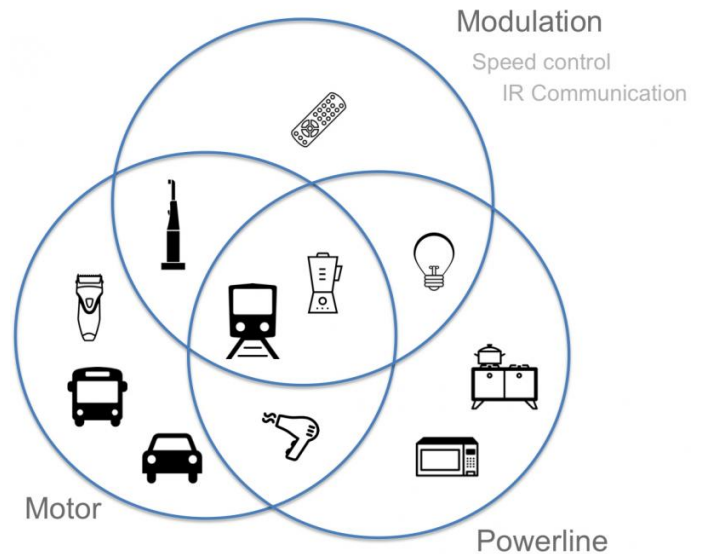 Modulation
Speed control
IR Communication
Motor
Powerline